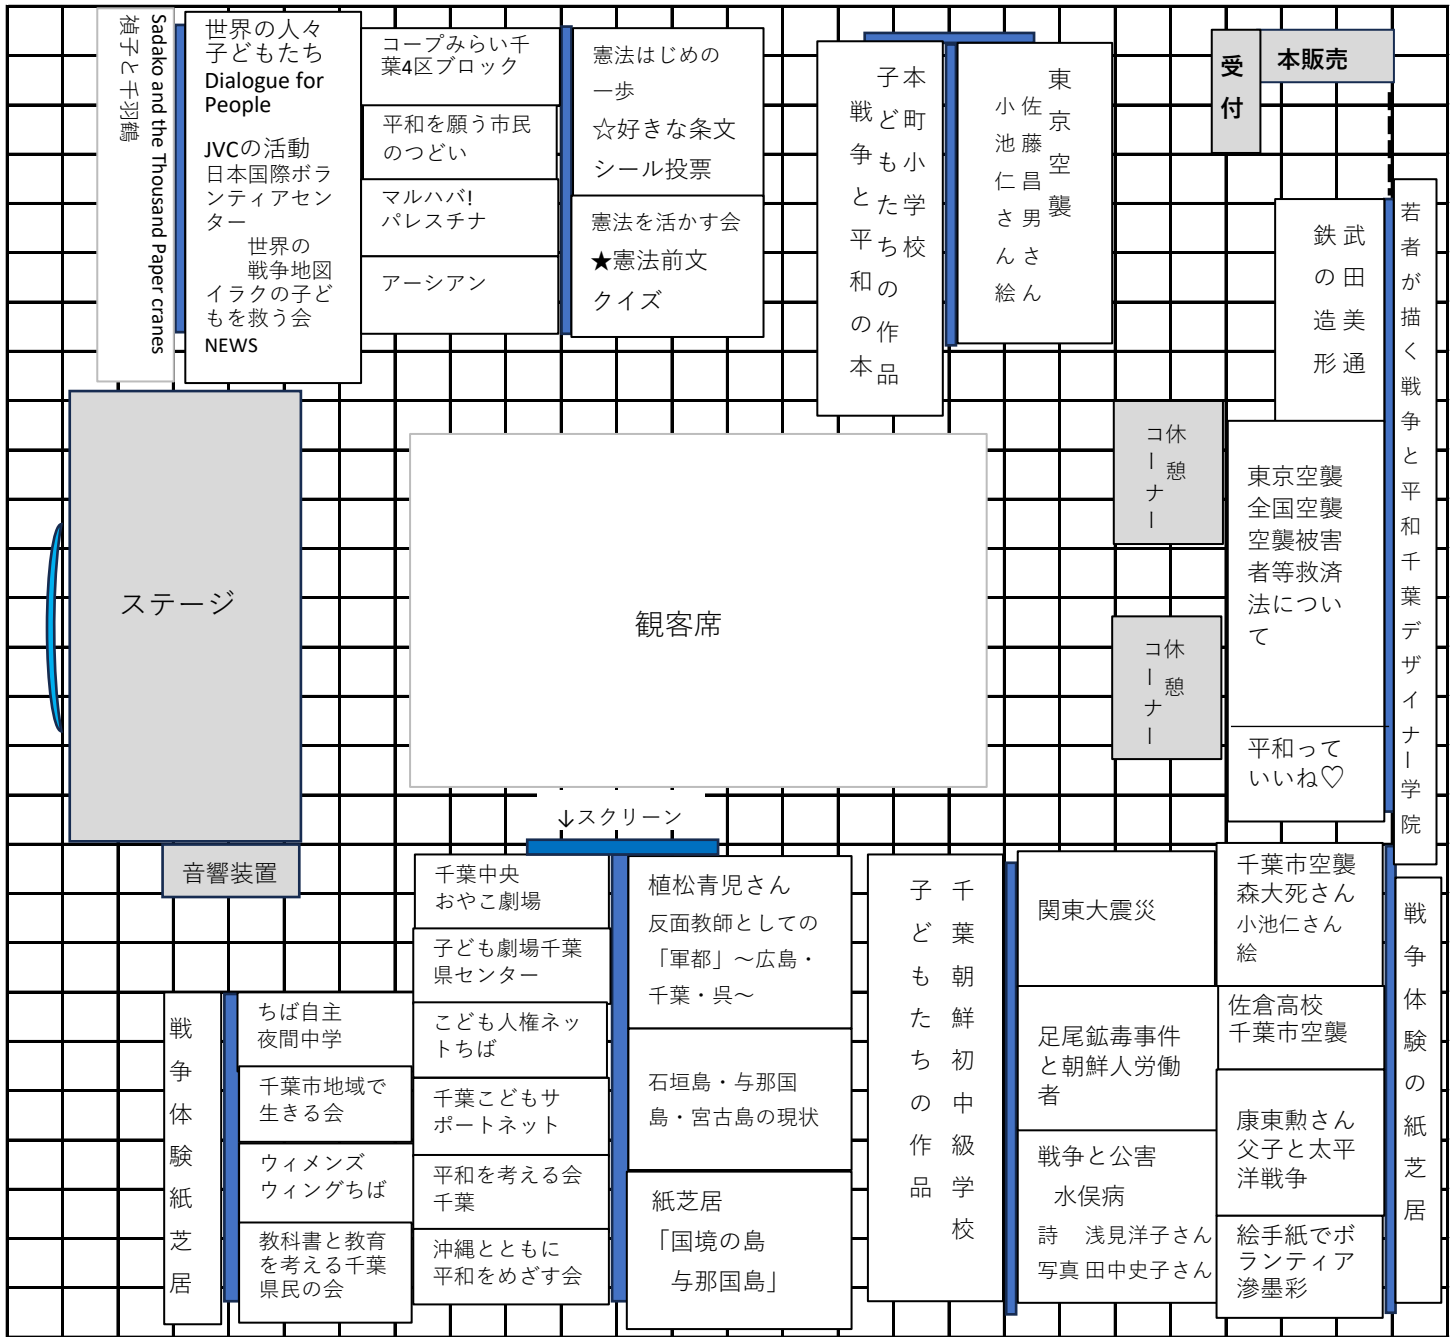 禎子と千羽鶴
Sadako and the Thousand Paper cranes
世界の人々
子どもたち
Dialogue for
People
JVCの活動
日本国際ボラ
ンティアセン
ター
世界の
戦争地図
イラクの子ど
もを救う会
NEWS
コープみらい千
葉4区ブロック
平和を願う市民
のつどい
マルハバ!
パレスチナ
アーシアン
憲法はじめの
一歩
☆好きな条文
シール投票
憲法を活かす会
★憲法前文
クイズ
本町小学校の作品
子どもたち
戦争と平和の本
東京空襲
佐藤昌男さん
小池仁さん絵
受付
本販売
武田美通
鉄の造形
若者が描く戦争と平和千葉デザイナー学院
休憩
コーナー
東京空襲
全国空襲
空襲被害
者等救済
法につい
て
休憩
コーナー
平和って
いいね♡
ステージ
観客席
↓スクリーン
音響装置
戦争体験紙芝居
ちば自主
夜間中学
千葉市地域で
生きる会
ウィメンズ
ウィングちば
教科書と教育
を考える千葉
県民の会
千葉中央
おやこ劇場
子ども劇場千葉
県センター
こども人権ネッ
トちば
千葉こどもサ
ポートネット
平和を考える会
千葉
沖縄とともに
平和をめざす会
植松青児さん
反面教師としての
「軍都」～広島・
千葉・呉～
石垣島・与那国
島・宮古島の現状
紙芝居
「国境の島
与那国島」
千葉朝鮮初中級学校
子どもたちの作品
関東大震災
足尾鉱毒事件
と朝鮮人労働
者
戦争と公害
水俣病
詩 浅見洋子さん
写真 田中史子さん
千葉市空襲
森大死さん
小池仁さん
絵
佐倉高校
千葉市空襲
康東勲さん
父子と太平
洋戦争
絵手紙でボ
ランティア
滲墨彩
戦争体験の紙芝居